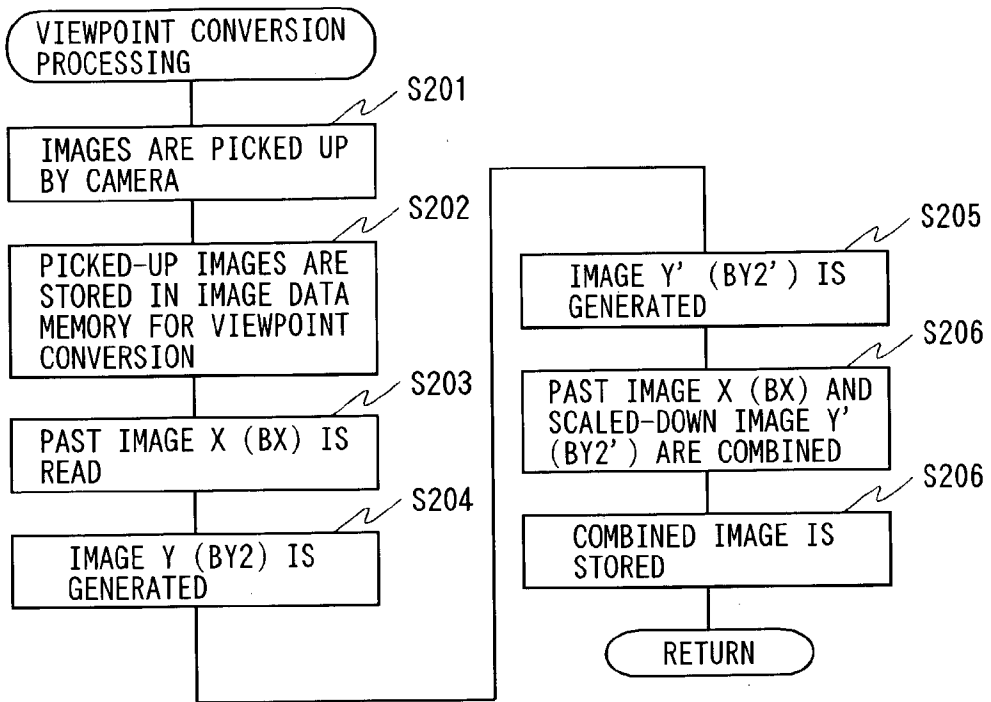 VIEWPOINT CONVERSION
PROCESSING
S201
IMAGES ARE PICKED UP
BY CAMERA
S202
PICKED-UP IMAGES ARE
STORED IN IMAGE DATA
MEMORY FOR VIEWPOINT
CONVERSION
S203
PAST IMAGE X (BX) IS
READ
S204
IMAGE Y (BY2) IS
GENERATED
S205
IMAGE Y' (BY2') IS
GENERATED
S206
PAST IMAGE X (BX) AND
SCALED-DOWN IMAGE Y'
(BY2') ARE COMBINED
S206
COMBINED IMAGE IS
STORED
RETURN